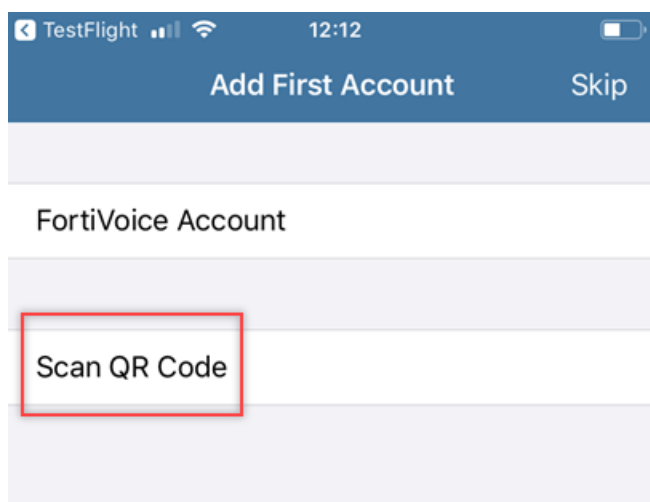 TestFlight 12:12
Add First Account Skip
FortiVoice Account
Scan QR Code